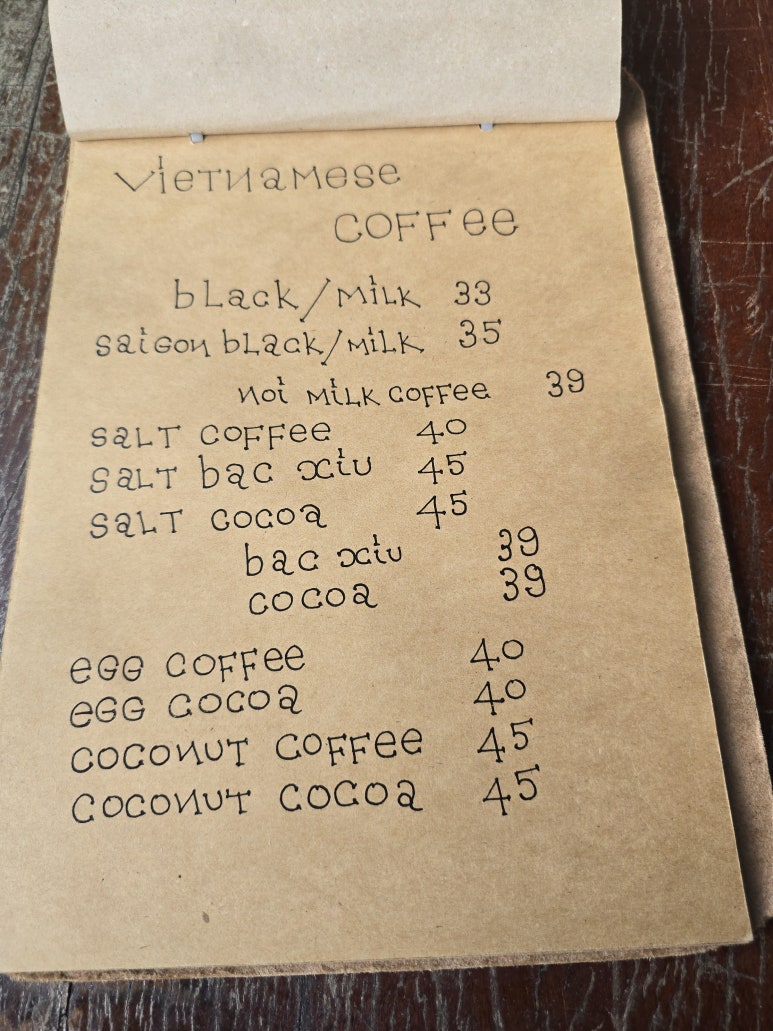 vietnamese
coffee
black/milk 33
saigon black/milk 35
noi milk coffee 39
salt coffee 40
salt bac xiu 45
salt cocoa 45
bac xiu 39
cocoa 39
egg coffee 40
egg cocoa 40
coconut coffee 45
coconut cocoa 45